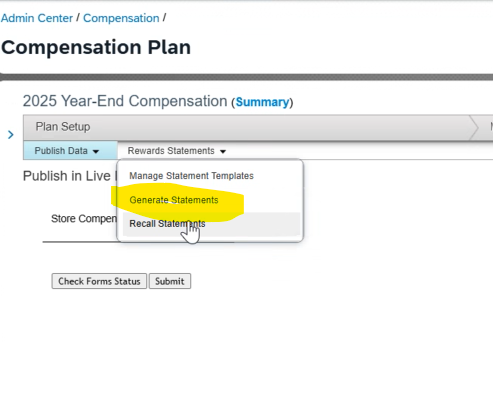 Admin Center / Compensation /
Compensation Plan
2025 Year-End Compensation (Summary)
Plan Setup
Publish Data Rewards Statements
Publish in Live
Manage Statement Templates
Generate Statements
Store Compen
Recall Statements
Check Forms Status Submit